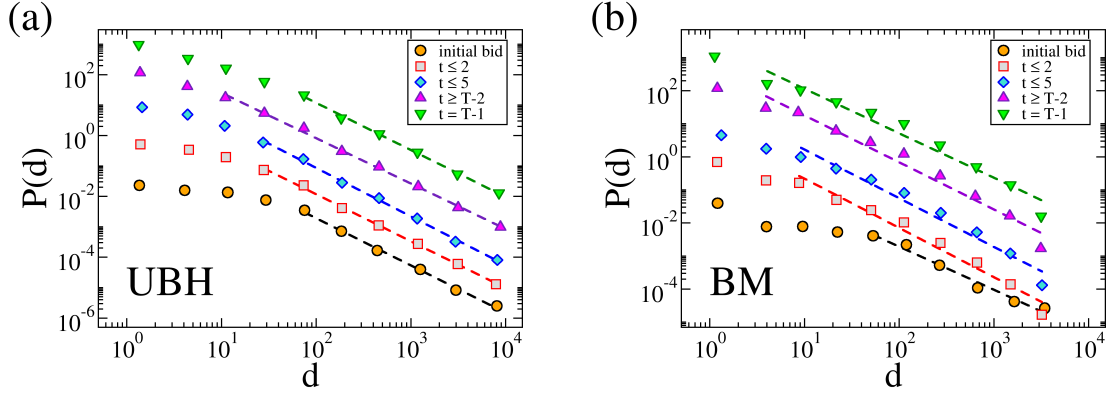 (a)
P(d)
10^2
10^0
10^-2
10^-4
10^-6
initial bid
t ≤ 2
t ≤ 5
t ≥ T-2
t = T-1
UBH
10^0 10^1 10^2 10^3 10^4
d
(b)
P(d)
10^2
10^0
10^-2
10^-4
initial bid
t ≤ 2
t ≤ 5
t ≥ T-2
t = T-1
BM
10^0 10^1 10^2 10^3 10^4
d